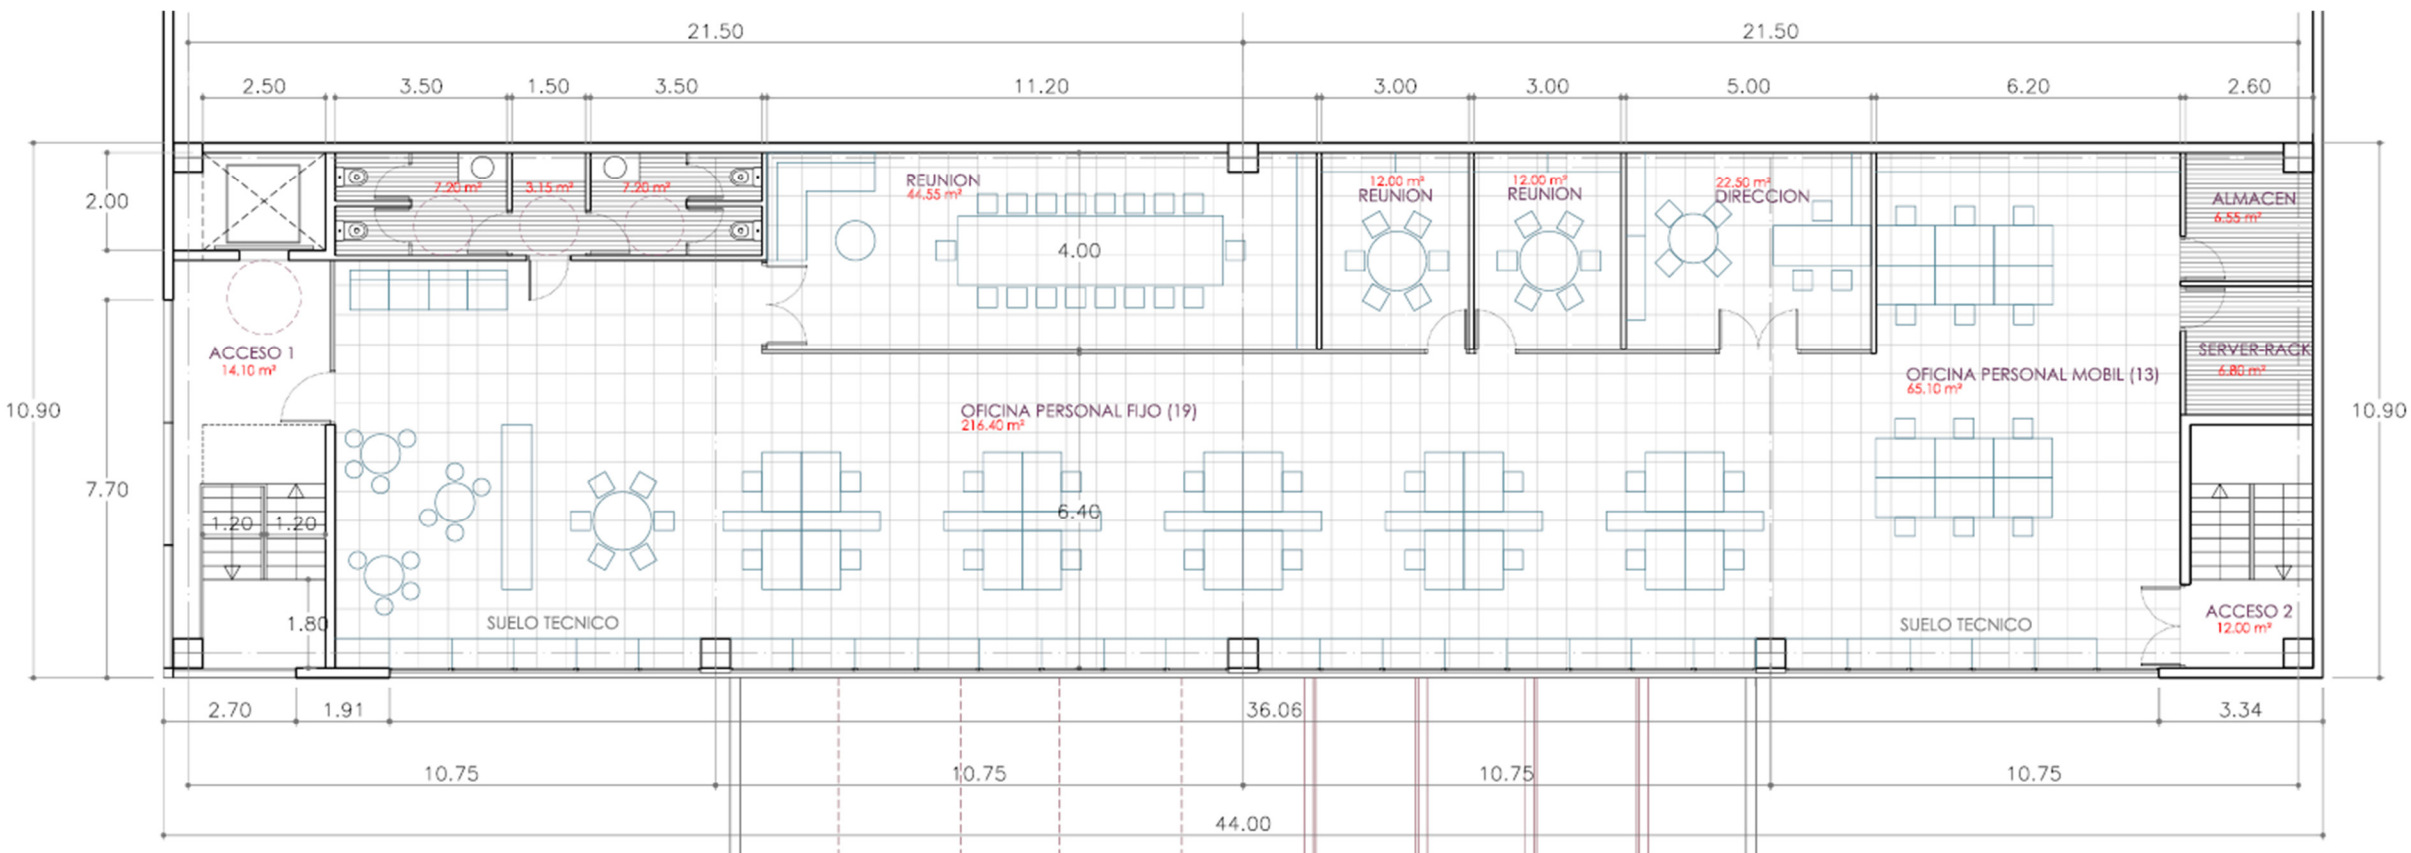 21.50
21.50
2.50
3.50
1.50
3.50
11.20
3.00
3.00
5.00
6.20
2.60
2.00
7.20 m²
3.15 m²
7.20 m²
REUNION
44.55 m²
12.00 m²
REUNION
12.00 m²
REUNION
22.50 m²
DIRECCION
ALMACEN
6.55 m²
4.00
ACCESO 1
14.10 m²
SERVER-RACK
6.80 m²
OFICINA PERSONAL MOBIL (13)
65.10 m²
10.90
OFICINA PERSONAL FIJO (19)
216.40 m²
10.90
7.70
1.20
1.20
6.40
1.80
SUELO TECNICO
SUELO TECNICO
ACCESO 2
12.00 m²
2.70
1.91
36.06
3.34
10.75
10.75
10.75
10.75
44.00